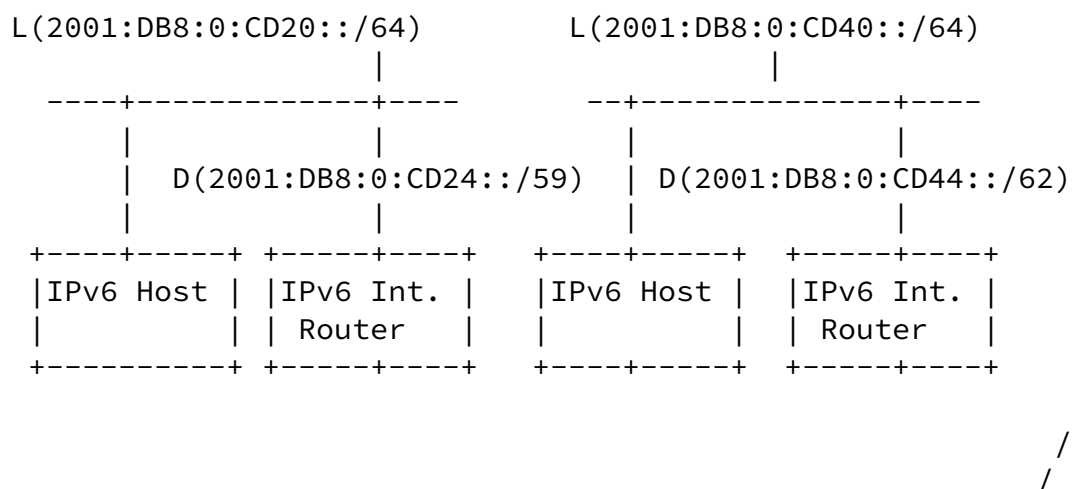 L(2001:DB8:0:CD20::/64)        L(2001:DB8:0:CD40::/64)
D(2001:DB8:0:CD24::/59)   D(2001:DB8:0:CD44::/62)
IPv6 Host   IPv6 Int.   IPv6 Host   IPv6 Int.
Router   Router